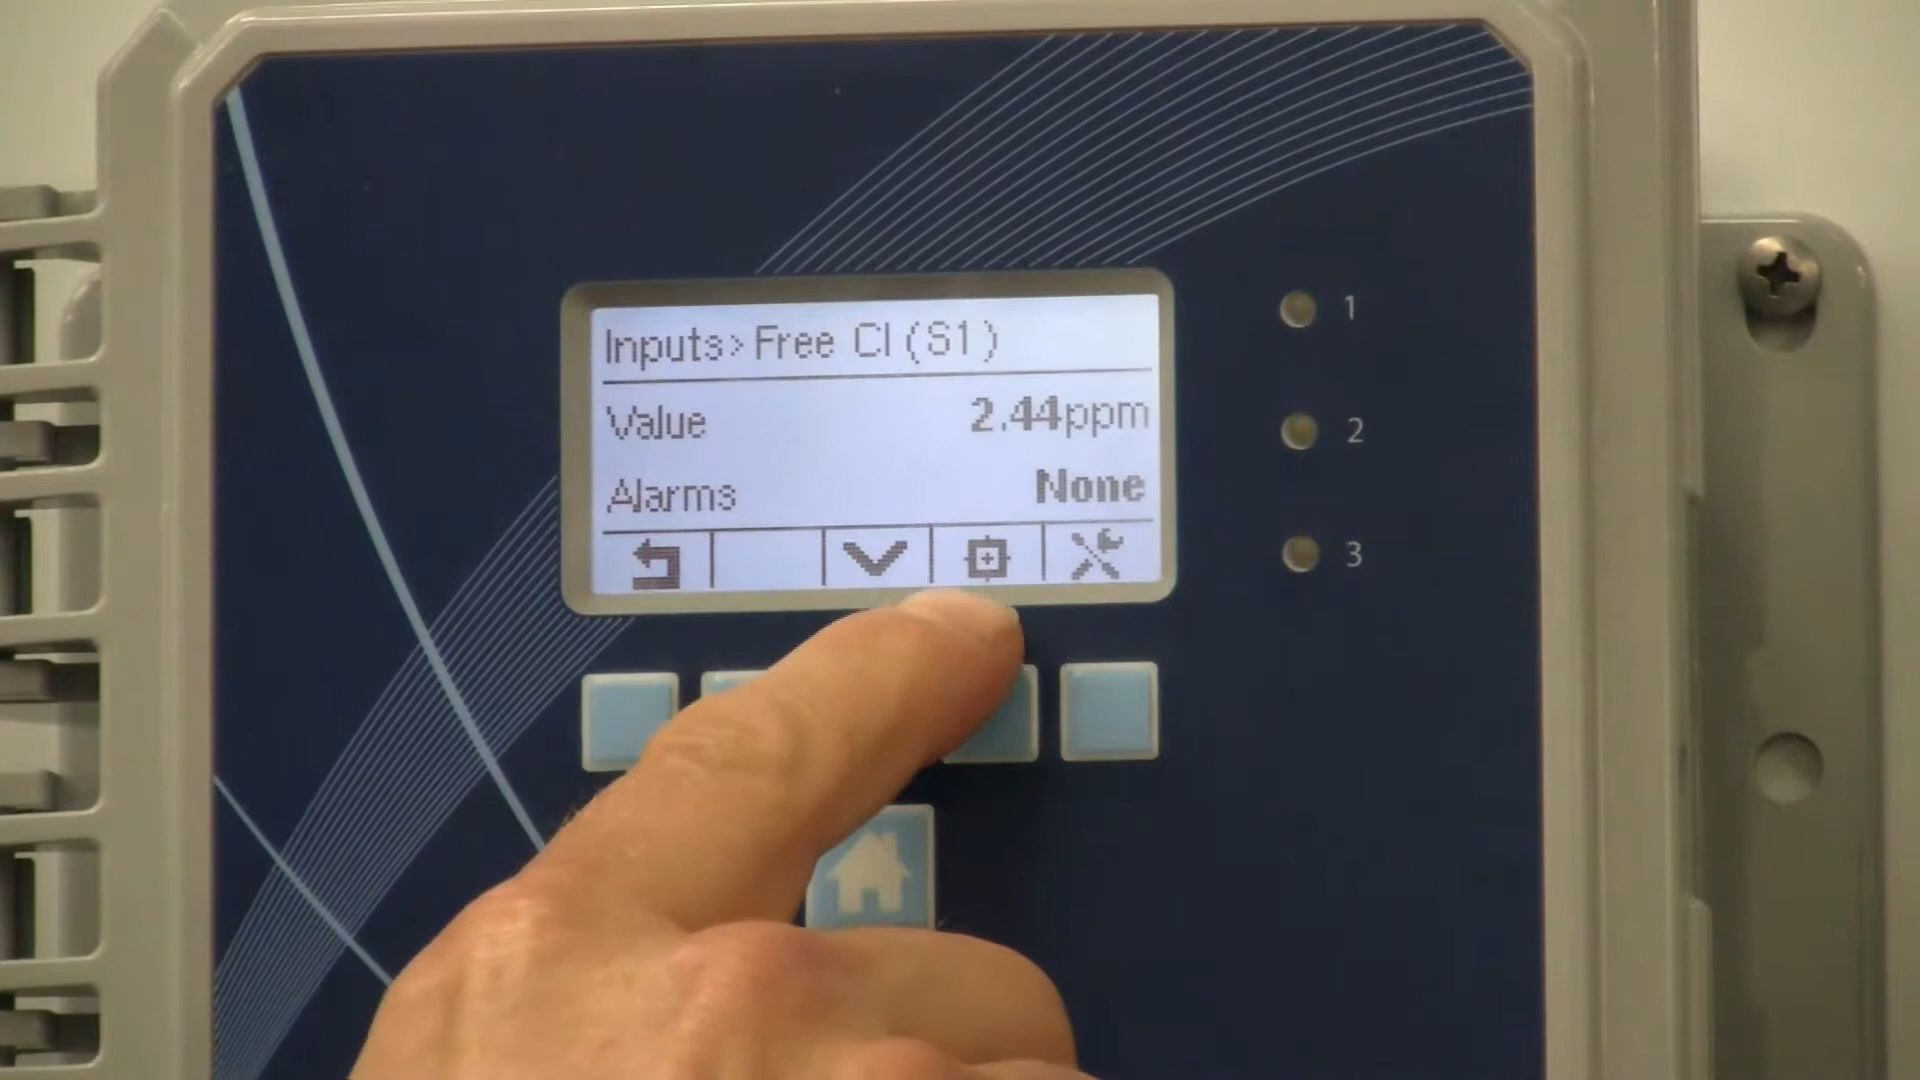 Inputs> Free Cl (S1)
Value 2.44ppm
Alarms None
1
2
3